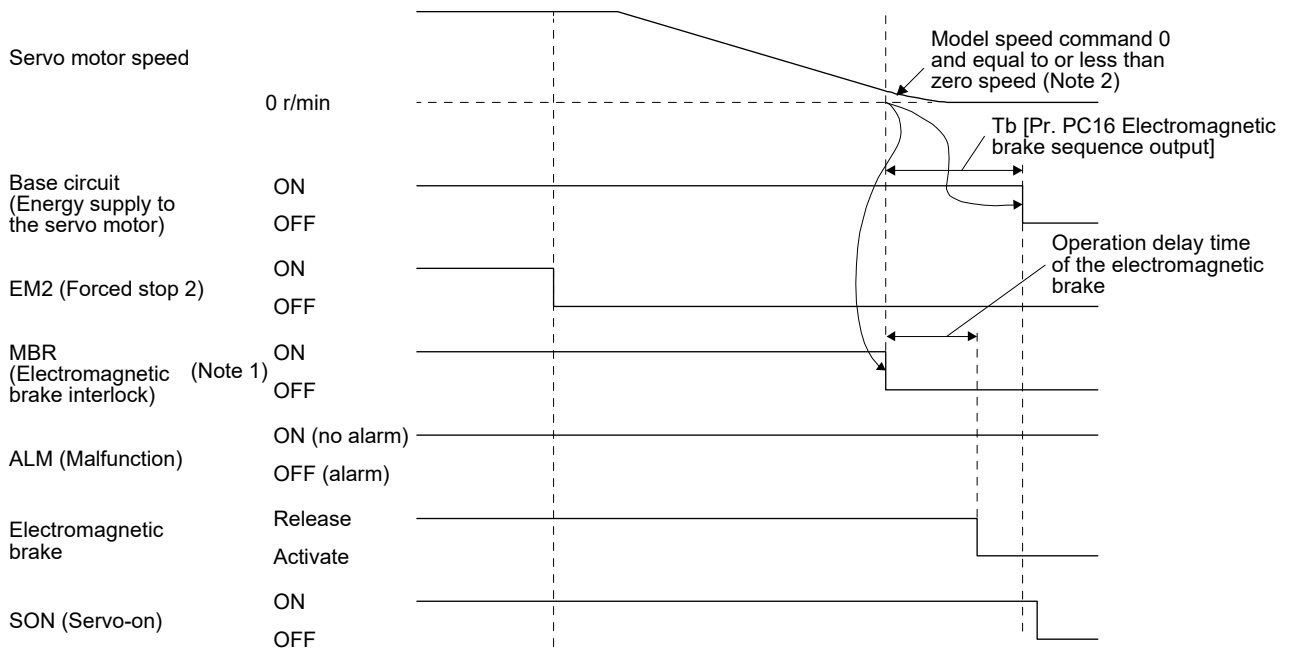 Servo motor speed
0 r/min
Model speed command 0
and equal to or less than
zero speed (Note 2)
Tb [Pr. PC16 Electromagnetic
brake sequence output]
Base circuit
(Energy supply to
the servo motor)
ON
OFF
Operation delay time
of the electromagnetic
brake
EM2 (Forced stop 2)
ON
OFF
MBR
(Electromagnetic
brake interlock)
(Note 1)
ON
OFF
ALM (Malfunction)
ON (no alarm)
OFF (alarm)
Electromagnetic
brake
Release
Activate
SON (Servo-on)
ON
OFF